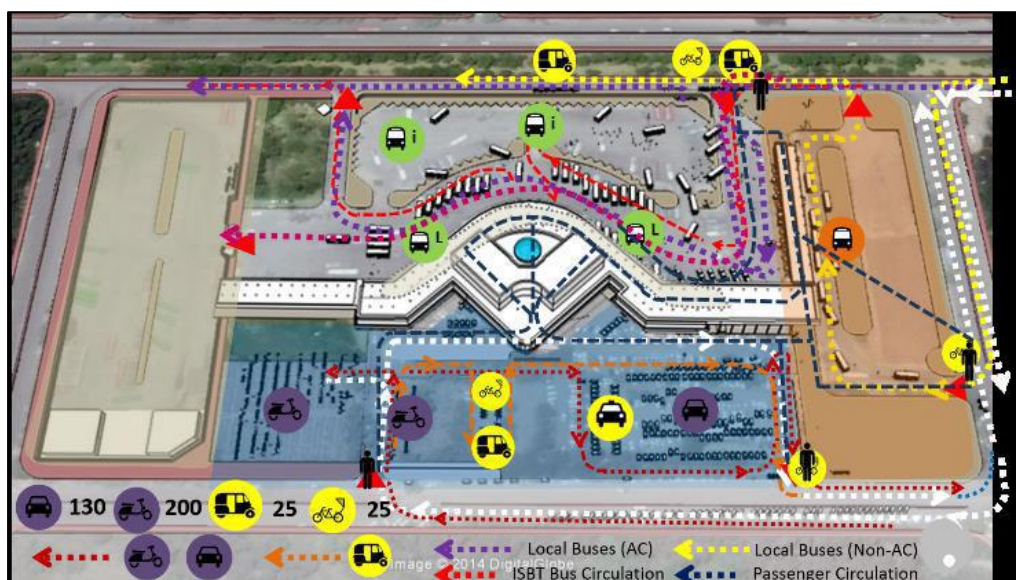 i
i
L
L
130
200
25
25
Local Buses (AC)
Local Buses (Non-AC)
Image © 2014 DigitalGlobe
ISBT Bus Circulation
Passenger Circulation